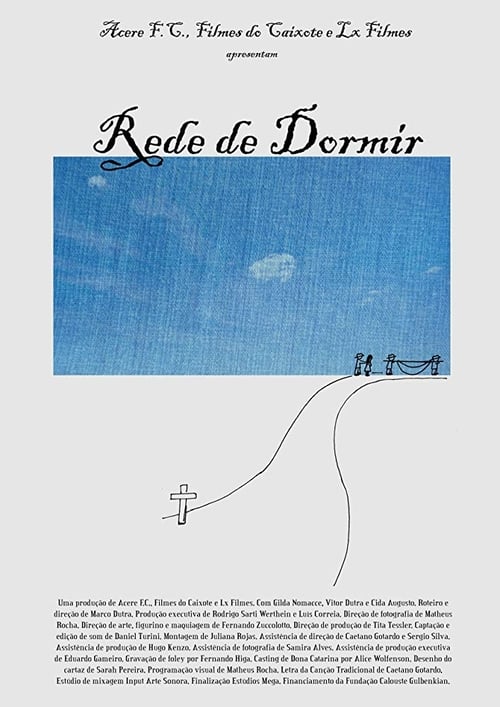 Acere F.C., Filmes do Caixote e Lx Filmes
apresentam
Rede de Dormir
Uma produção de Acere F.C., Filmes do Caixote e Lx Filmes. Com Gilda Nomacce, Vitor Dutra e Cida Augusto, Roteiro e
direção de Marco Dutra, Produção executiva de Rodrigo Sarti Werthein e Luís Correia, Direção de fotografia de Matheus
Rocha, Direção de arte, figurino e maquiagem de Fernando Zuccolotto, Direção de produção de Tita Tessler, Captação e
edição de som de Daniel Turini, Montagem de Juliana Rojas, Assistência de direção de Caetano Gotardo e Sergio Silva,
Assistência de produção de Hugo Kenzo, Assistência de fotografia de Samira Alves, Assistência de produção executiva
de Eduardo Gameiro, Gravação de foley por Fernando Higa, Casting de Dona Catarina por Alice Wolfenson, Desenho do
cartaz de Sarah Pereira, Programação visual de Matheus Rocha, Letra da Canção Tradicional de Caetano Gotardo,
Estúdio de mixagem Input Arte Sonora, Finalização Estúdios Mega, Financiamento da Fundação Calouste Gulbenkian.